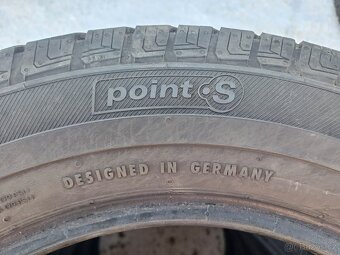 point S
DESIGNED IN GERMANY